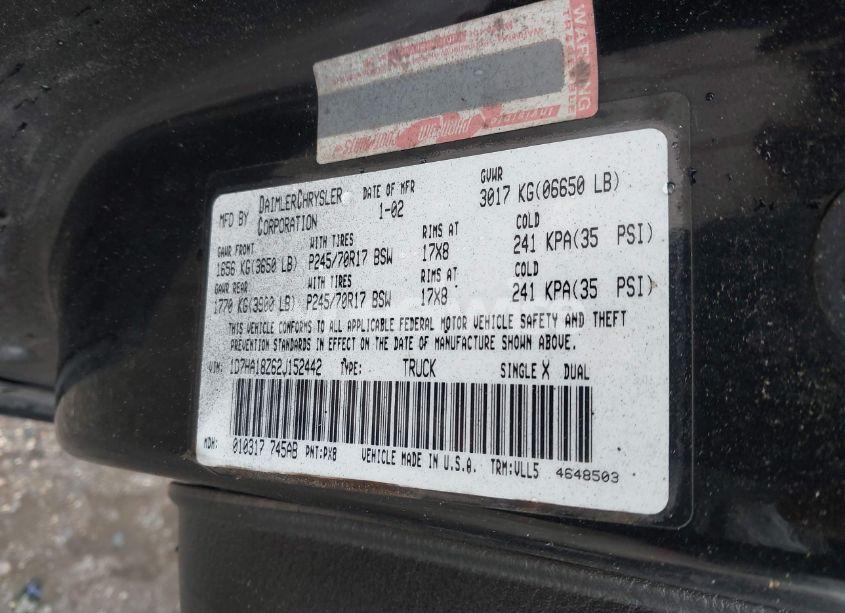 WARNING
MFD BY DAIMLERCHRYSLER CORPORATION DATE OF MFR 1-02 GVWR 3017 KG(06650 LB)
GAWR FRONT WITH TIRES RIMS AT COLD
1656 KG(3650 LB) P245/70R17 BSW 17X8 241 KPA(35 PSI)
GAWR REAR WITH TIRES RIMS AT COLD
1770 KG(3900 LB) P245/70R17 BSW 17X8 241 KPA(35 PSI)
THIS VEHICLE CONFORMS TO ALL APPLICABLE FEDERAL MOTOR VEHICLE SAFETY AND THEFT
PREVENTION STANDARDS IN EFFECT ON THE DATE OF MANUFACTURE SHOWN ABOVE.
VIN: 1D7HA18Z62J152442 TYPE: TRUCK SINGLE X DUAL
MDH: 010317 745AB PNT:PX8 VEHICLE MADE IN U.S.A. TRM:VLL5 4648503